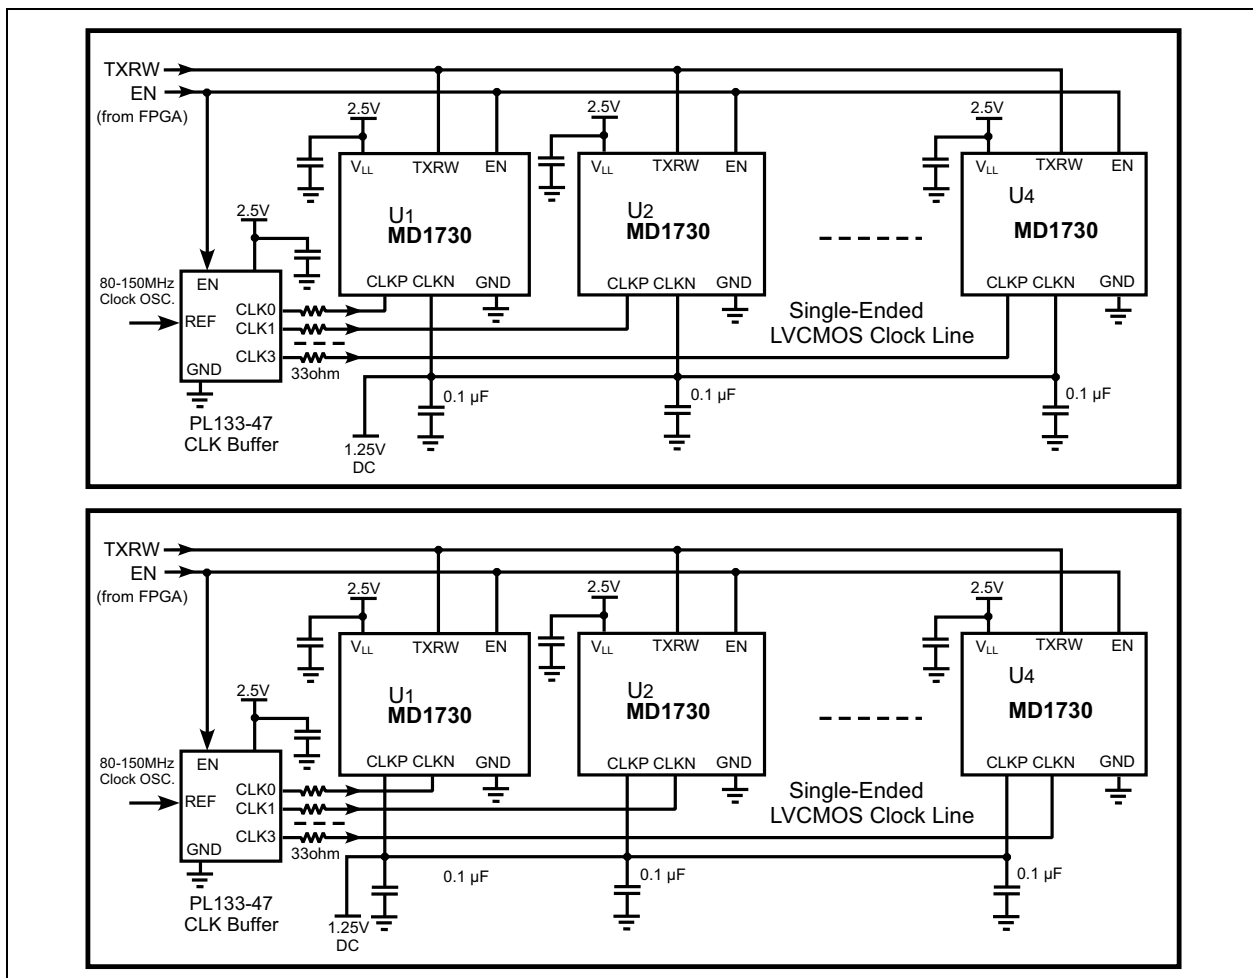 TXRW
EN
(from FPGA)
2.5V
2.5V
2.5V
VLL TXRW EN
VLL TXRW EN
VLL TXRW EN
U1
MD1730
U2
MD1730
U4
MD1730
2.5V
CLKP CLKN GND
CLKP CLKN GND
CLKP CLKN GND
80-150MHz
Clock OSC.
EN
REF
GND
CLK0
CLK1
CLK3
33ohm
Single-Ended
LVCMOS Clock Line
0.1 µF
0.1 µF
0.1 µF
PL133-47
CLK Buffer
1.25V
DC
TXRW
EN
(from FPGA)
2.5V
2.5V
2.5V
VLL TXRW EN
VLL TXRW EN
VLL TXRW EN
U1
MD1730
U2
MD1730
U4
MD1730
2.5V
CLKP CLKN GND
CLKP CLKN GND
CLKP CLKN GND
80-150MHz
Clock OSC.
EN
REF
GND
CLK0
CLK1
CLK3
33ohm
Single-Ended
LVCMOS Clock Line
0.1 µF
0.1 µF
0.1 µF
PL133-47
CLK Buffer
1.25V
DC